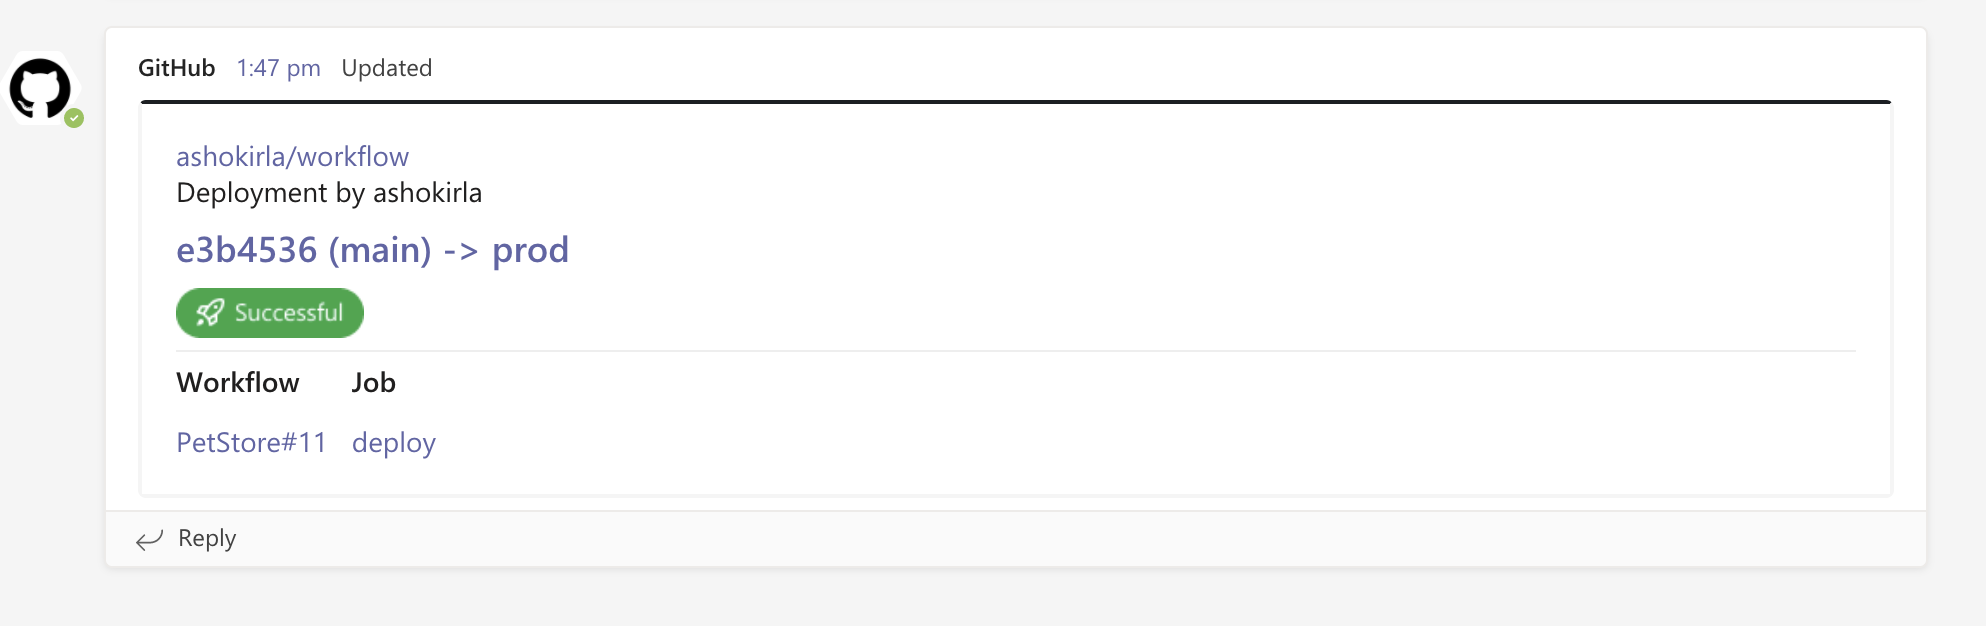 GitHub 1:47 pm Updated
ashokirla/workflow
Deployment by ashokirla
e3b4536 (main) -> prod
Successful
Workflow Job
PetStore#11 deploy
Reply